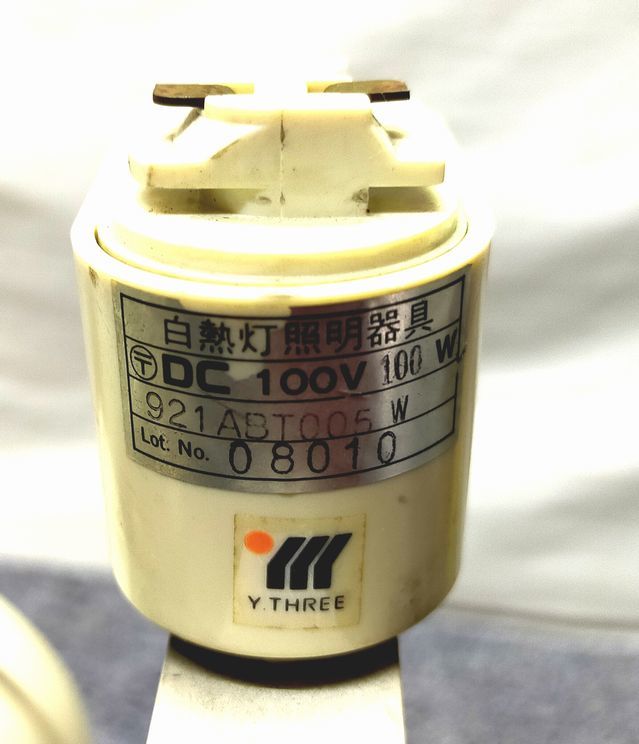 白熱灯照明器具
〒 DC 100V 100 W
921ABT005 W
Lot. No. 08010
Y. THREE